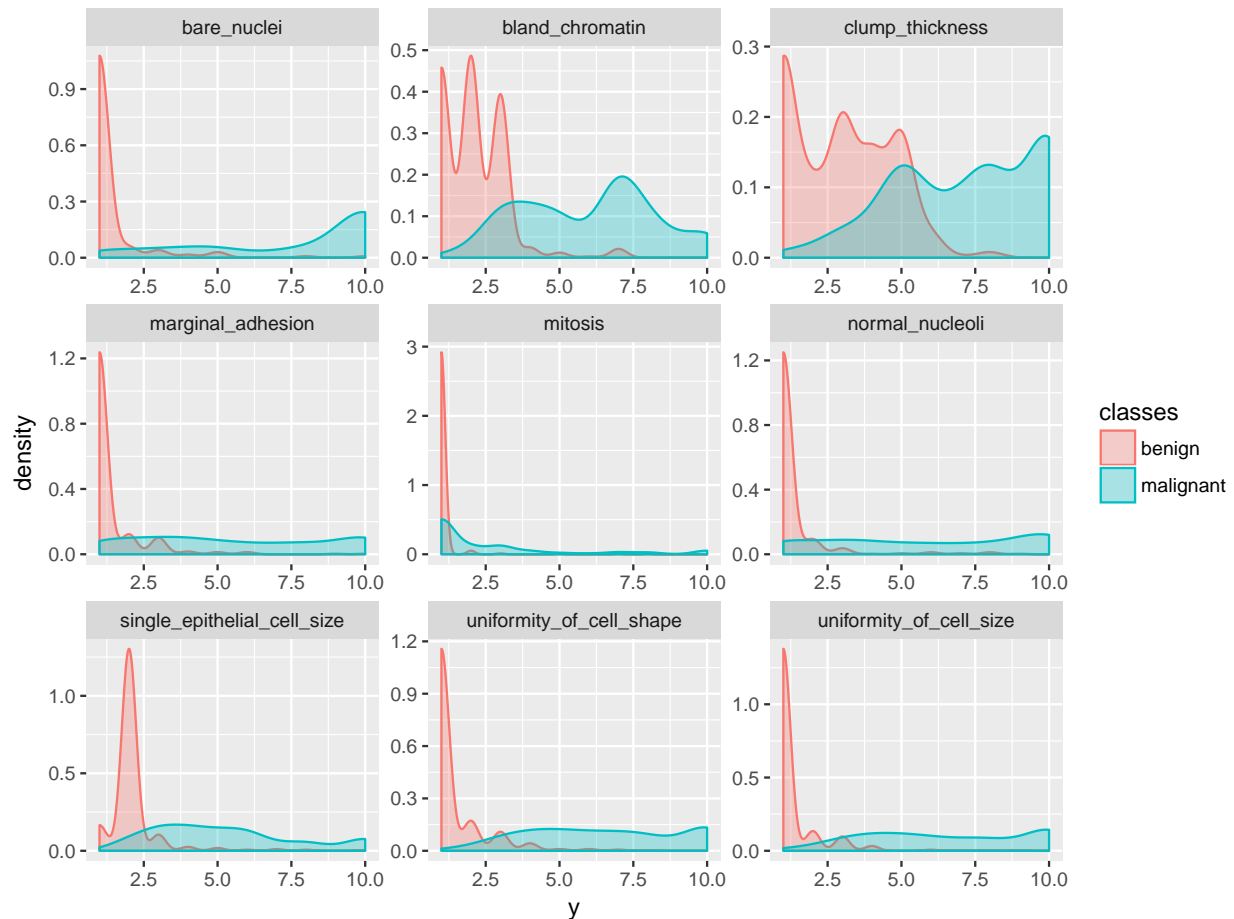 bare_nuclei
bland_chromatin
clump_thickness
0.9
0.6
0.3
0.0
0.5
0.4
0.3
0.2
0.1
0.0
0.3
0.2
0.1
0.0
2.5 5.0 7.5 10.0
2.5 5.0 7.5 10.0
2.5 5.0 7.5 10.0
marginal_adhesion
mitosis
normal_nucleoli
1.2
0.8
0.4
0.0
3
2
1
0
1.2
0.8
0.4
0.0
2.5 5.0 7.5 10.0
2.5 5.0 7.5 10.0
2.5 5.0 7.5 10.0
single_epithelial_cell_size
uniformity_of_cell_shape
uniformity_of_cell_size
1.0
0.5
0.0
1.2
0.9
0.6
0.3
0.0
1.0
0.5
0.0
2.5 5.0 7.5 10.0
2.5 5.0 7.5 10.0
2.5 5.0 7.5 10.0
density
y
classes
benign
malignant